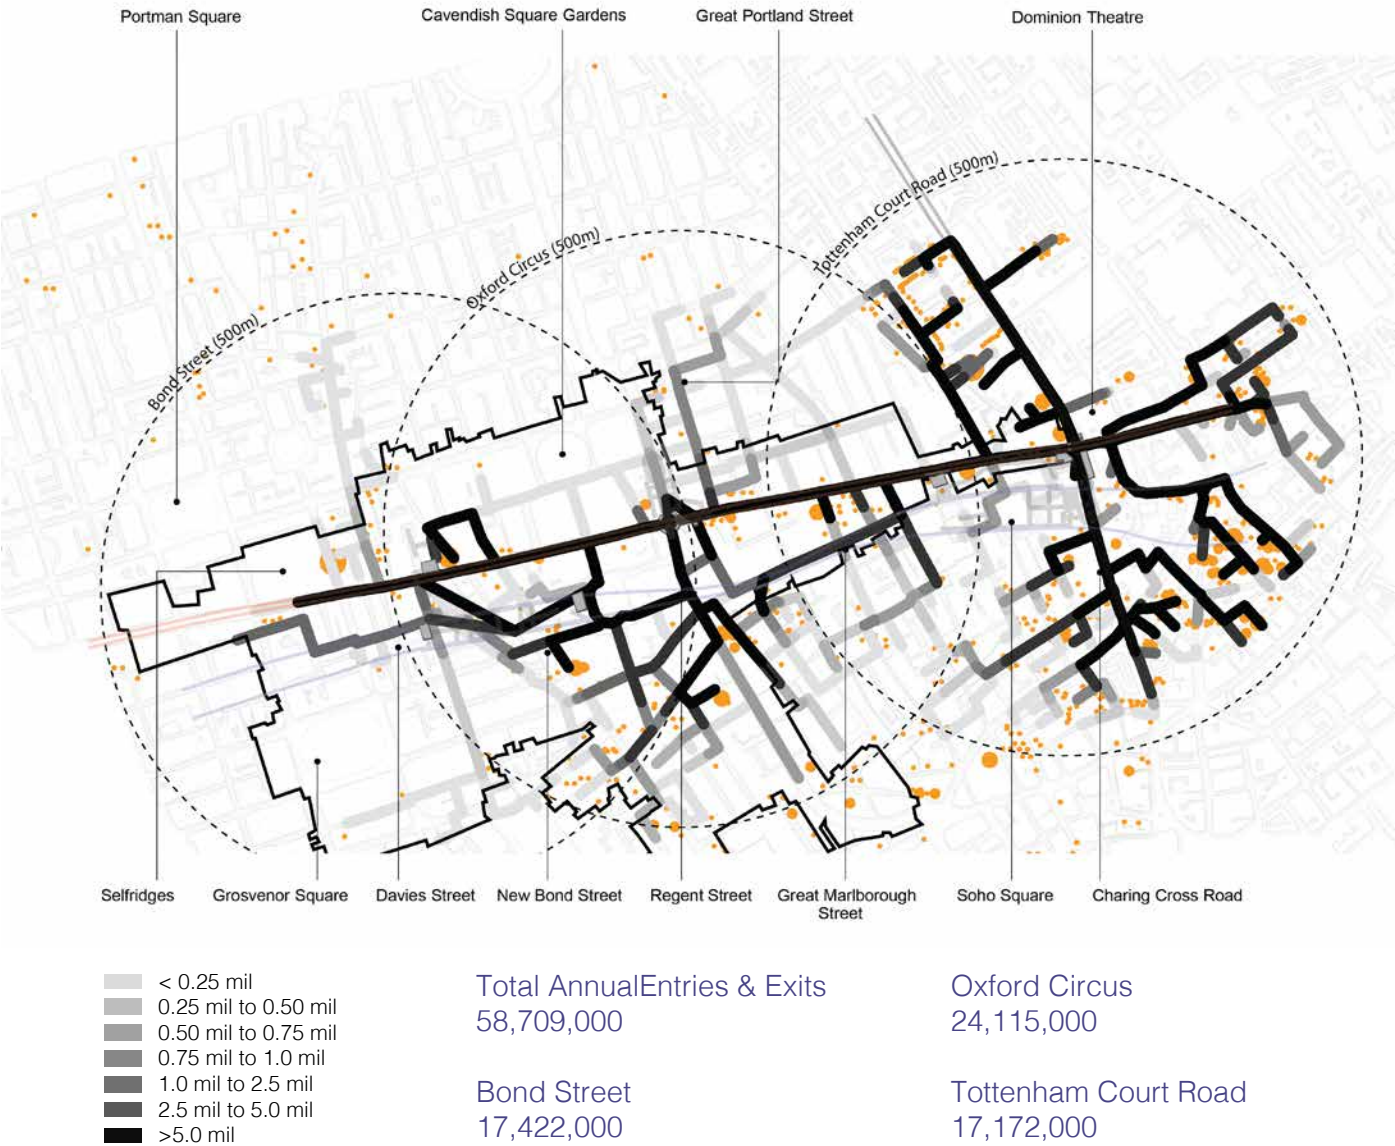 Portman Square
Cavendish Square Gardens
Great Portland Street
Dominion Theatre
Tottenham Court Road (500m)
Oxford Circus (500m)
Bond Street (500m)
Selfridges
Grosvenor Square
Davies Street
New Bond Street
Regent Street
Great Marlborough
Street
Soho Square
Charing Cross Road
< 0.25 mil
0.25 mil to 0.50 mil
0.50 mil to 0.75 mil
0.75 mil to 1.0 mil
1.0 mil to 2.5 mil
2.5 mil to 5.0 mil
>5.0 mil
Total AnnualEntries & Exits
58,709,000
Oxford Circus
24,115,000
Bond Street
17,422,000
Tottenham Court Road
17,172,000